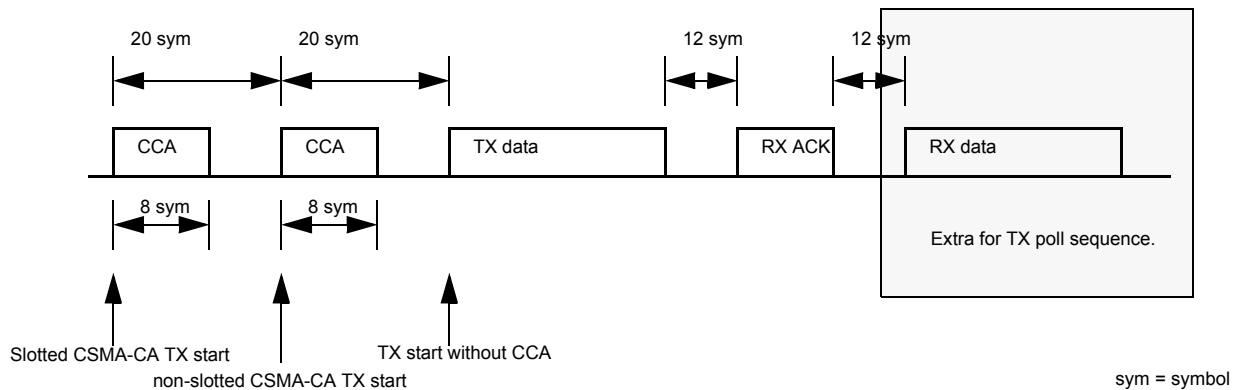 20 sym
20 sym
12 sym
12 sym
CCA
CCA
TX data
RX ACK
RX data
8 sym
8 sym
Extra for TX poll sequence.
Slotted CSMA-CA TX start
TX start without CCA
non-slotted CSMA-CA TX start
sym = symbol